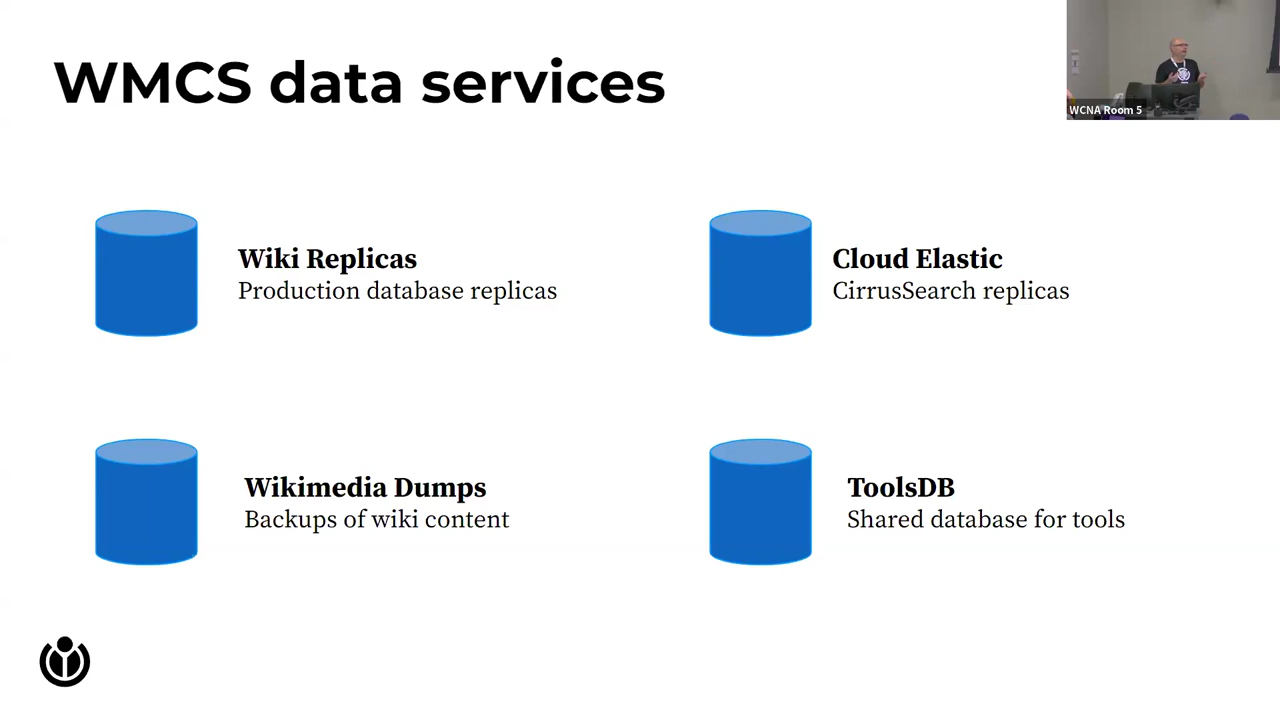 WMCS data services
WCNA Room 5
Wiki Replicas
Production database replicas
Cloud Elastic
CirrusSearch replicas
Wikimedia Dumps
Backups of wiki content
ToolsDB
Shared database for tools